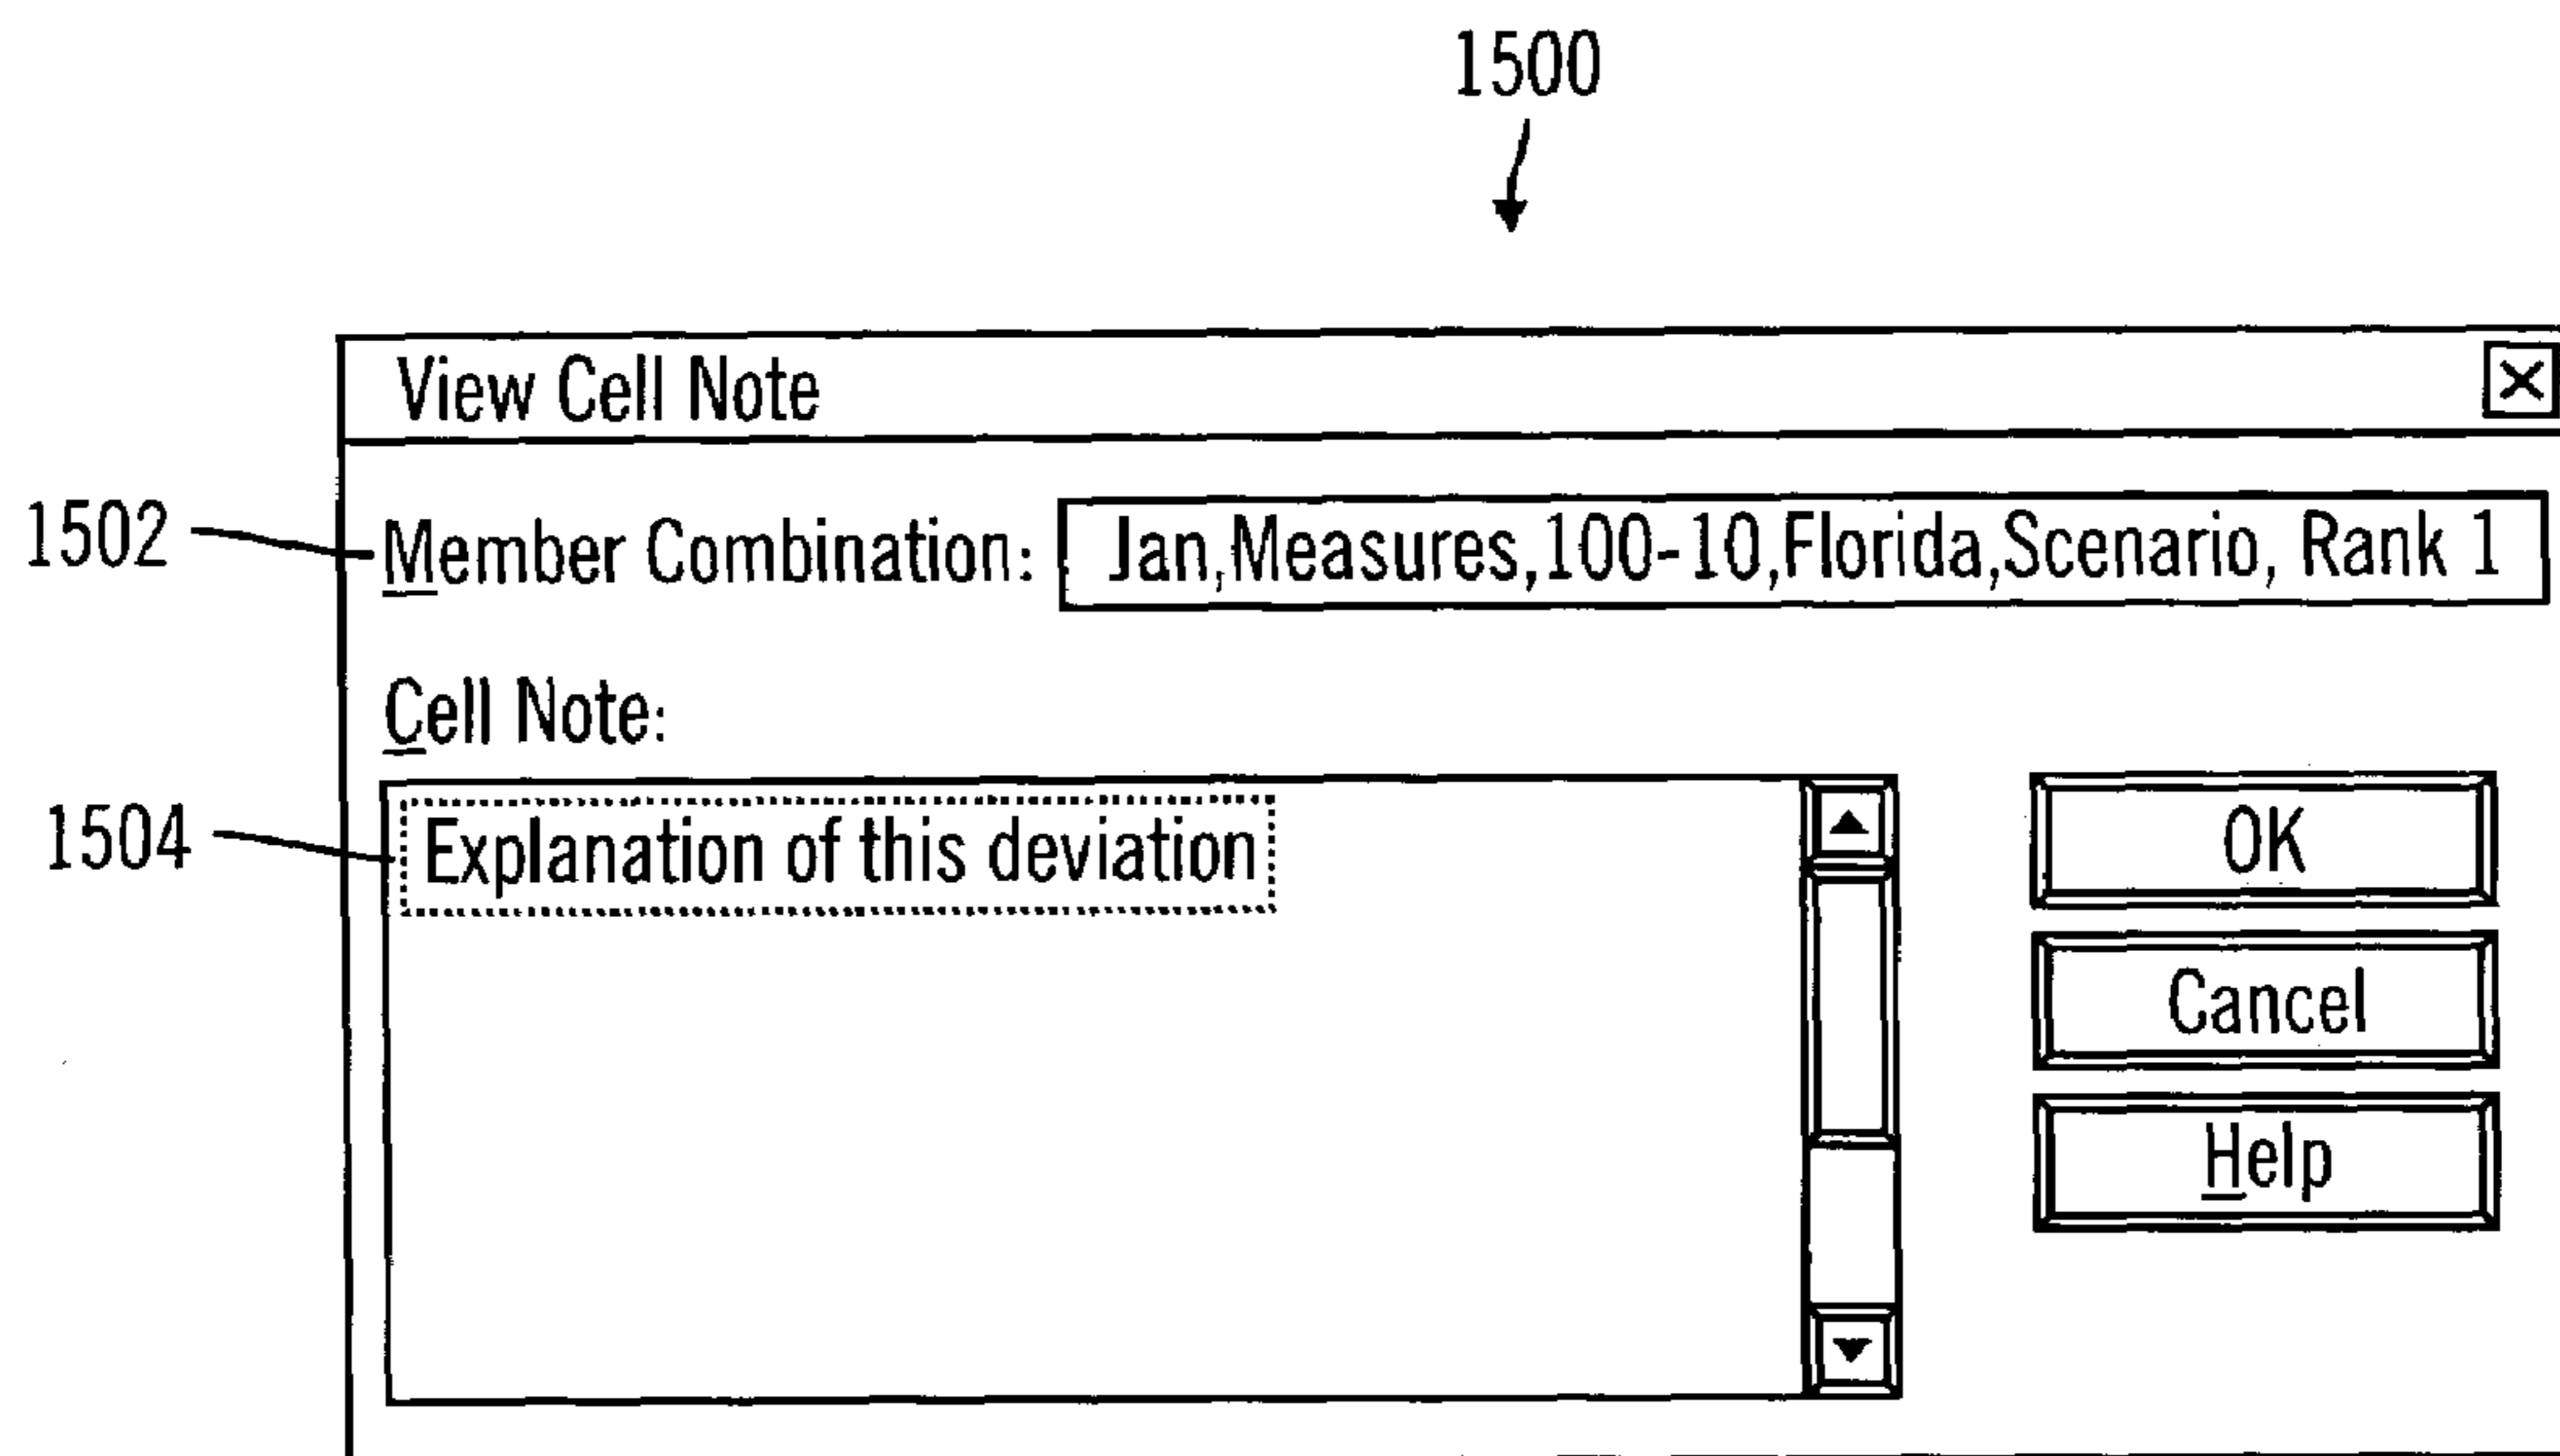 1500
View Cell Note
1502
Member Combination: Jan,Measures,100-10,Florida,Scenario, Rank 1
Cell Note:
1504
Explanation of this deviation
OK
Cancel
Help